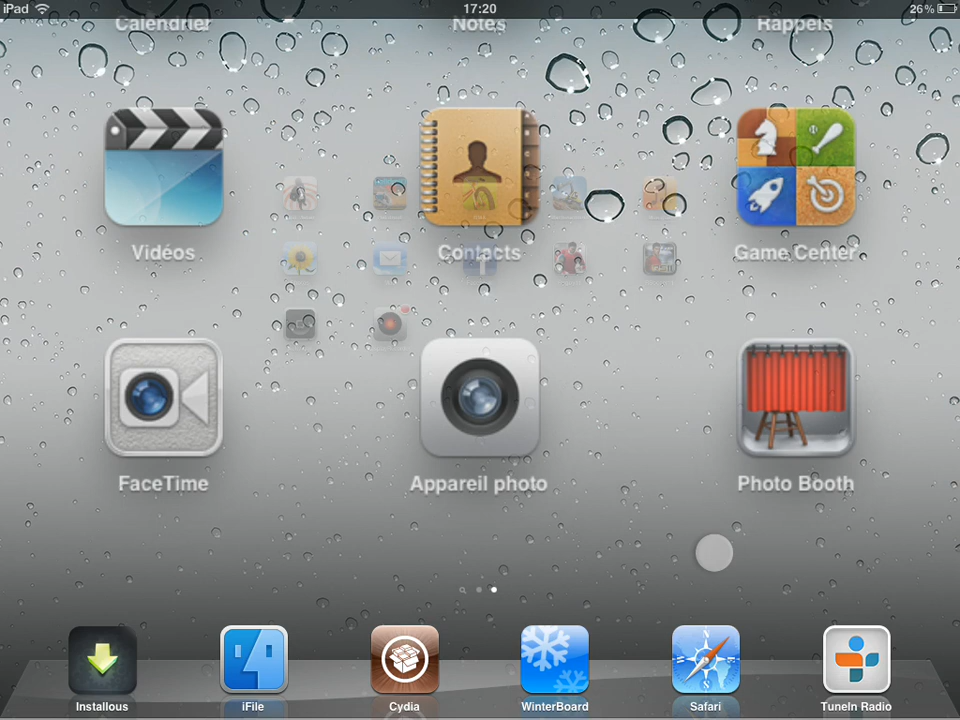 iPad 17:20 26%
Calendrier Notes Rappels
Vidéos Contacts Game Center
FaceTime Appareil photo Photo Booth
Installous iFile Cydia WinterBoard Safari TuneIn Radio